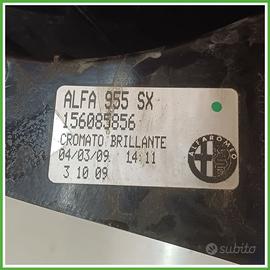 ALFA 955 SX
156085856
CROMATO BRILLANTE
04/03/09 14:11
3 10 09
ALFA ROMEO
subito